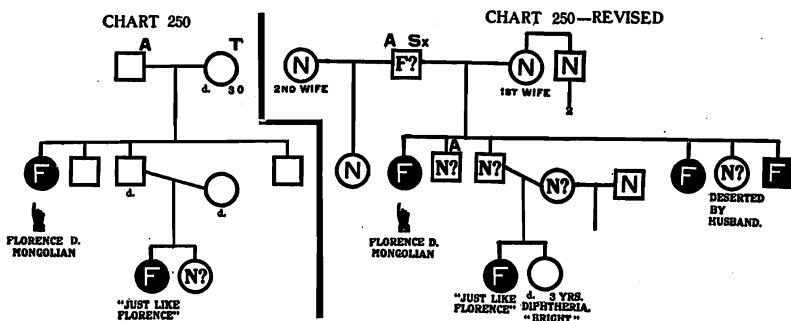 CHART 250
A
T
d. 30
F
d.
d.
FLORENCE D.
MONGOLIAN
F
N?
"JUST LIKE
FLORENCE"
CHART 250—REVISED
A Sx
N
F?
N
N
2ND WIFE
1ST WIFE
2
N
F
A
N?
N?
N?
N
F
N?
F
DESERTED
BY
HUSBAND.
FLORENCE D.
MONGOLIAN
F
"JUST LIKE
FLORENCE"
d. 3 YRS.
DIPHTHERIA.
"BRIGHT"